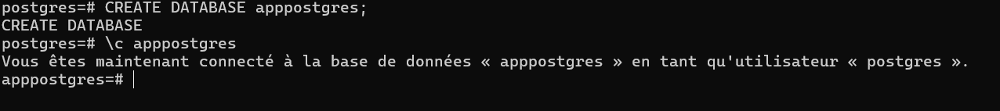 postgres=# CREATE DATABASE apppostgres;
CREATE DATABASE
postgres=# \c apppostgres
Vous êtes maintenant connecté à la base de données « apppostgres » en tant qu'utilisateur « postgres ».
apppostgres=#